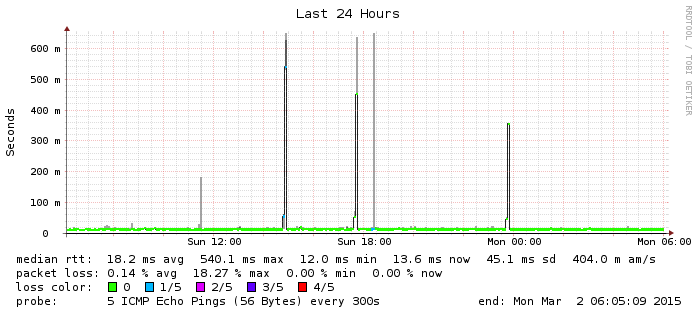 Last 24 Hours
RRDTOOL / TOBI OETIKER
Seconds
600 m
500 m
400 m
300 m
200 m
100 m
0
Sun 12:00 Sun 18:00 Mon 00:00 Mon 06:00
median rtt: 18.2 ms avg 540.1 ms max 12.0 ms min 13.6 ms now 45.1 ms sd 404.0 m am/s
packet loss: 0.14 % avg 18.27 % max 0.00 % min 0.00 % now
loss color: 0 1/5 2/5 3/5 4/5
probe: 5 ICMP Echo Pings (56 Bytes) every 300s end: Mon Mar 2 06:05:09 2015